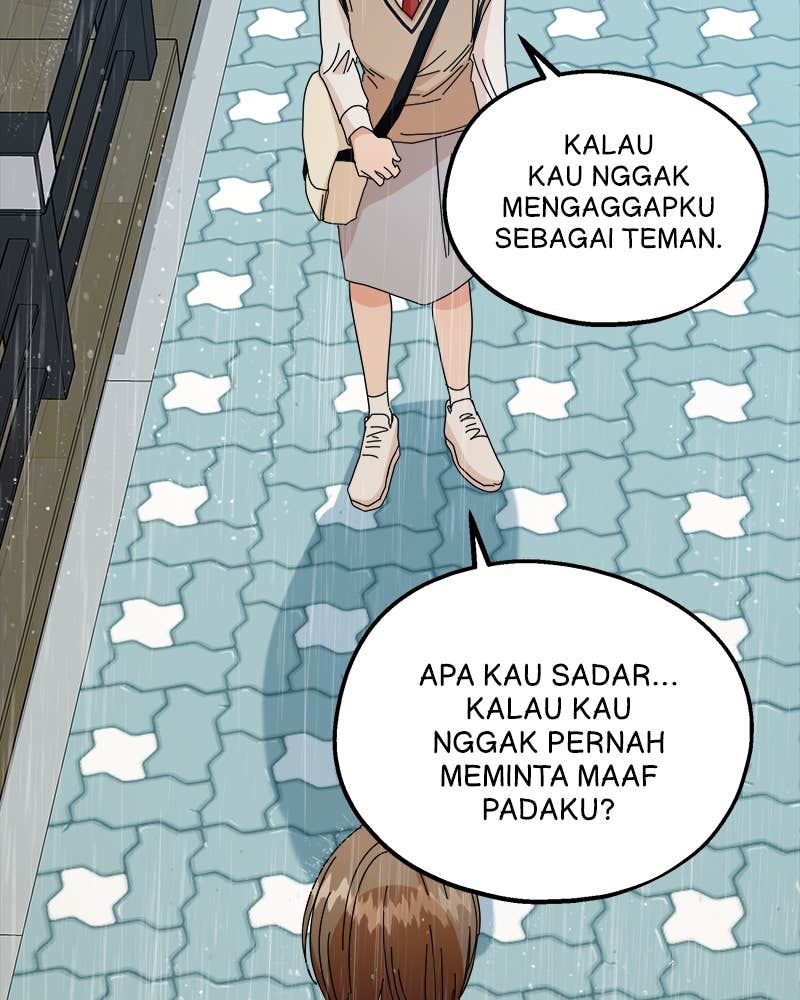 KALAU
KAU NGGAK
MENGAGGAPKU
SEBAGAI TEMAN.
APA KAU SADAR...
KALAU KAU
NGGAK PERNAH
MEMINTA MAAF
PADAKU?